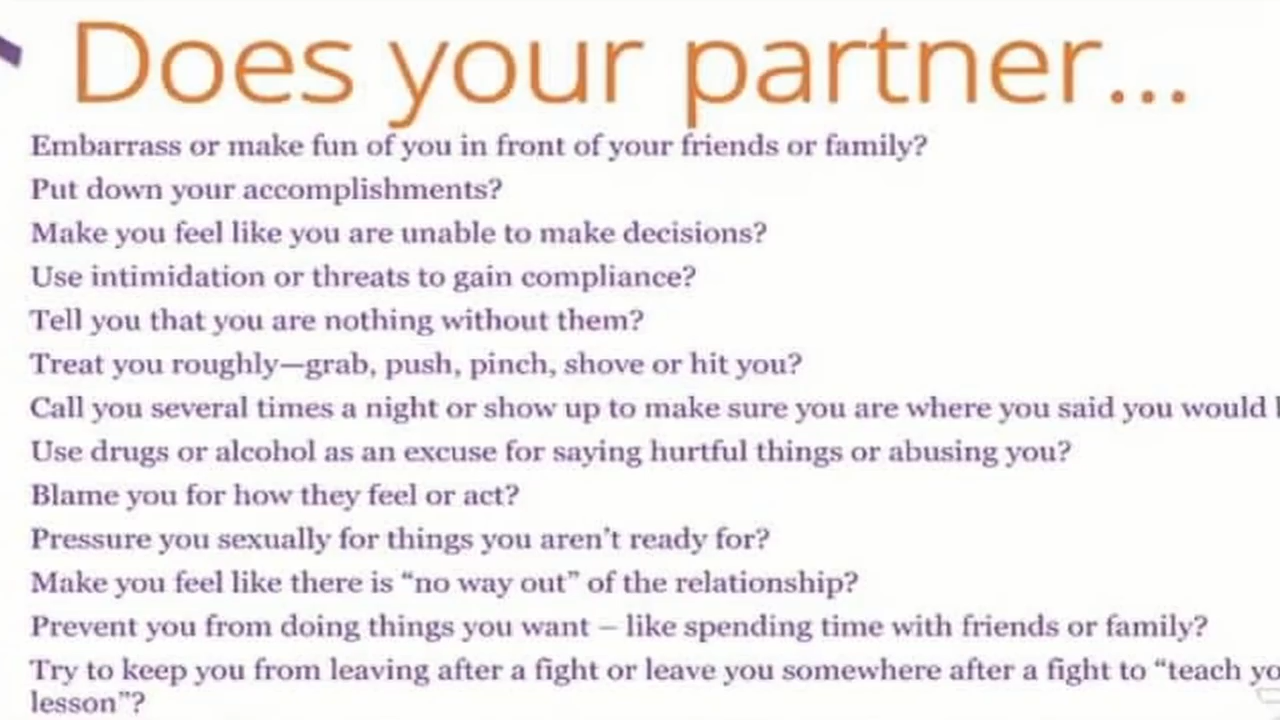 Does your partner...
Embarrass or make fun of you in front of your friends or family?
Put down your accomplishments?
Make you feel like you are unable to make decisions?
Use intimidation or threats to gain compliance?
Tell you that you are nothing without them?
Treat you roughly—grab, push, pinch, shove or hit you?
Call you several times a night or show up to make sure you are where you said you would
Use drugs or alcohol as an excuse for saying hurtful things or abusing you?
Blame you for how they feel or act?
Pressure you sexually for things you aren’t ready for?
Make you feel like there is “no way out” of the relationship?
Prevent you from doing things you want – like spending time with friends or family?
Try to keep you from leaving after a fight or leave you somewhere after a fight to “teach
lesson”?